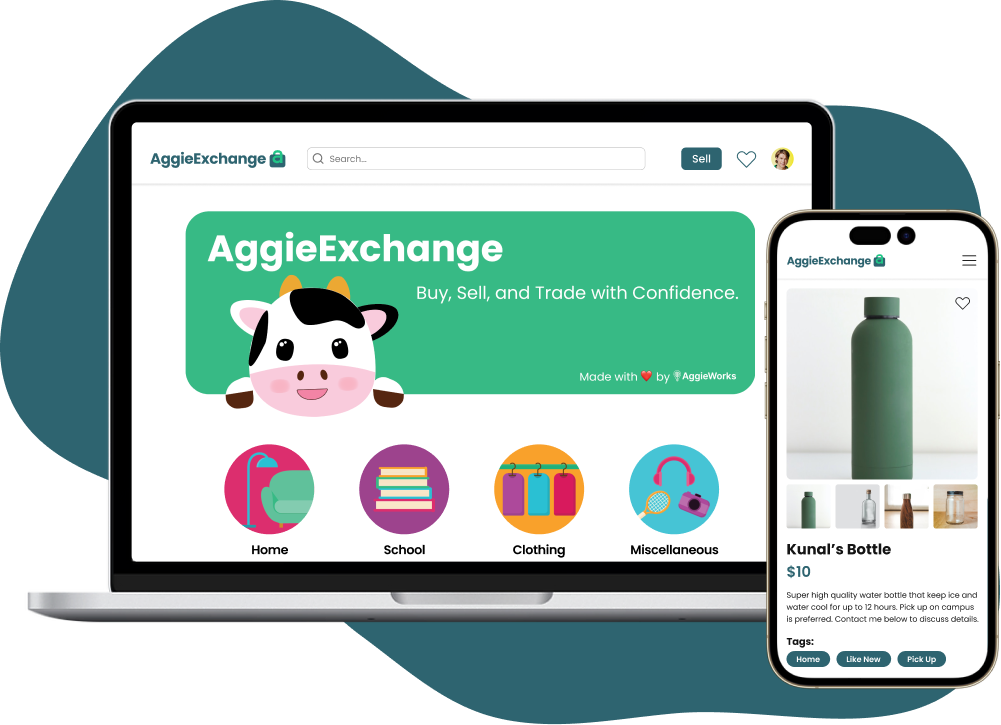 AggieExchange
Search...
Sell
AggieExchange
Buy, Sell, and Trade with Confidence.
Made with ❤️ by AggieWorks
Home
School
Clothing
Miscellaneous
AggieExchange
Kunal’s Bottle
$10
Super high quality water bottle that keep ice and
water cool for up to 12 hours. Pick up on campus
is preferred. Contact me below to discuss details.
Tags:
Home
Like New
Pick Up